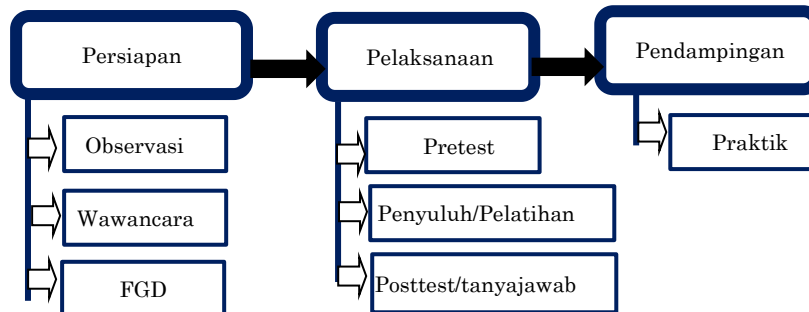 Persiapan
Observasi
Wawancara
FGD
Pelaksanaan
Pretest
Penyuluh/Pelatihan
Posttest/tanyajawab
Pendampingan
Praktik